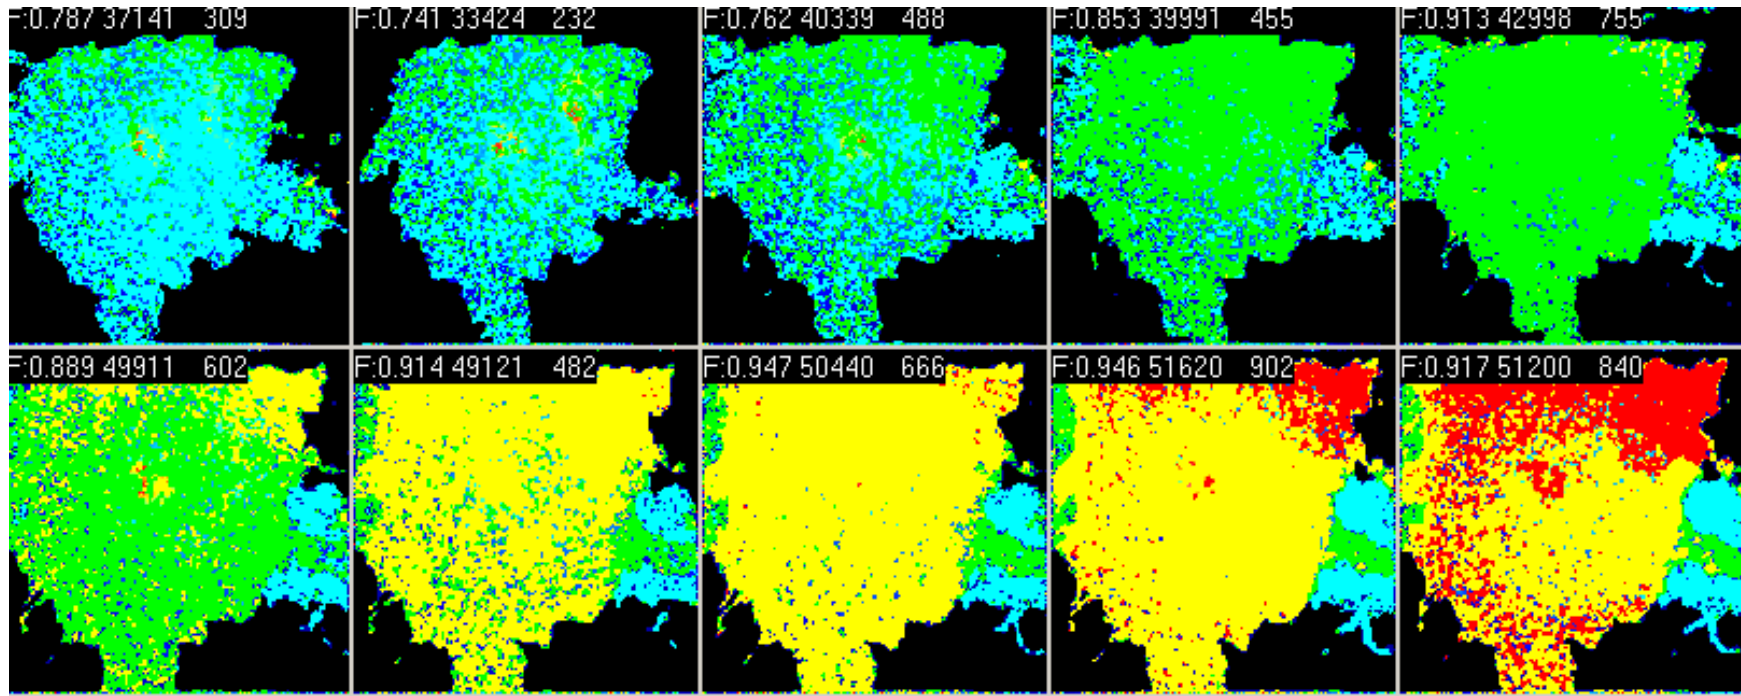 F:0.787 37141 309
F:0.741 33424 232
F:0.762 40339 488
F:0.853 39991 455
F:0.913 42998 755
F:0.889 49911 602
F:0.914 49121 482
F:0.947 50440 666
F:0.946 51620 902
F:0.917 51200 840